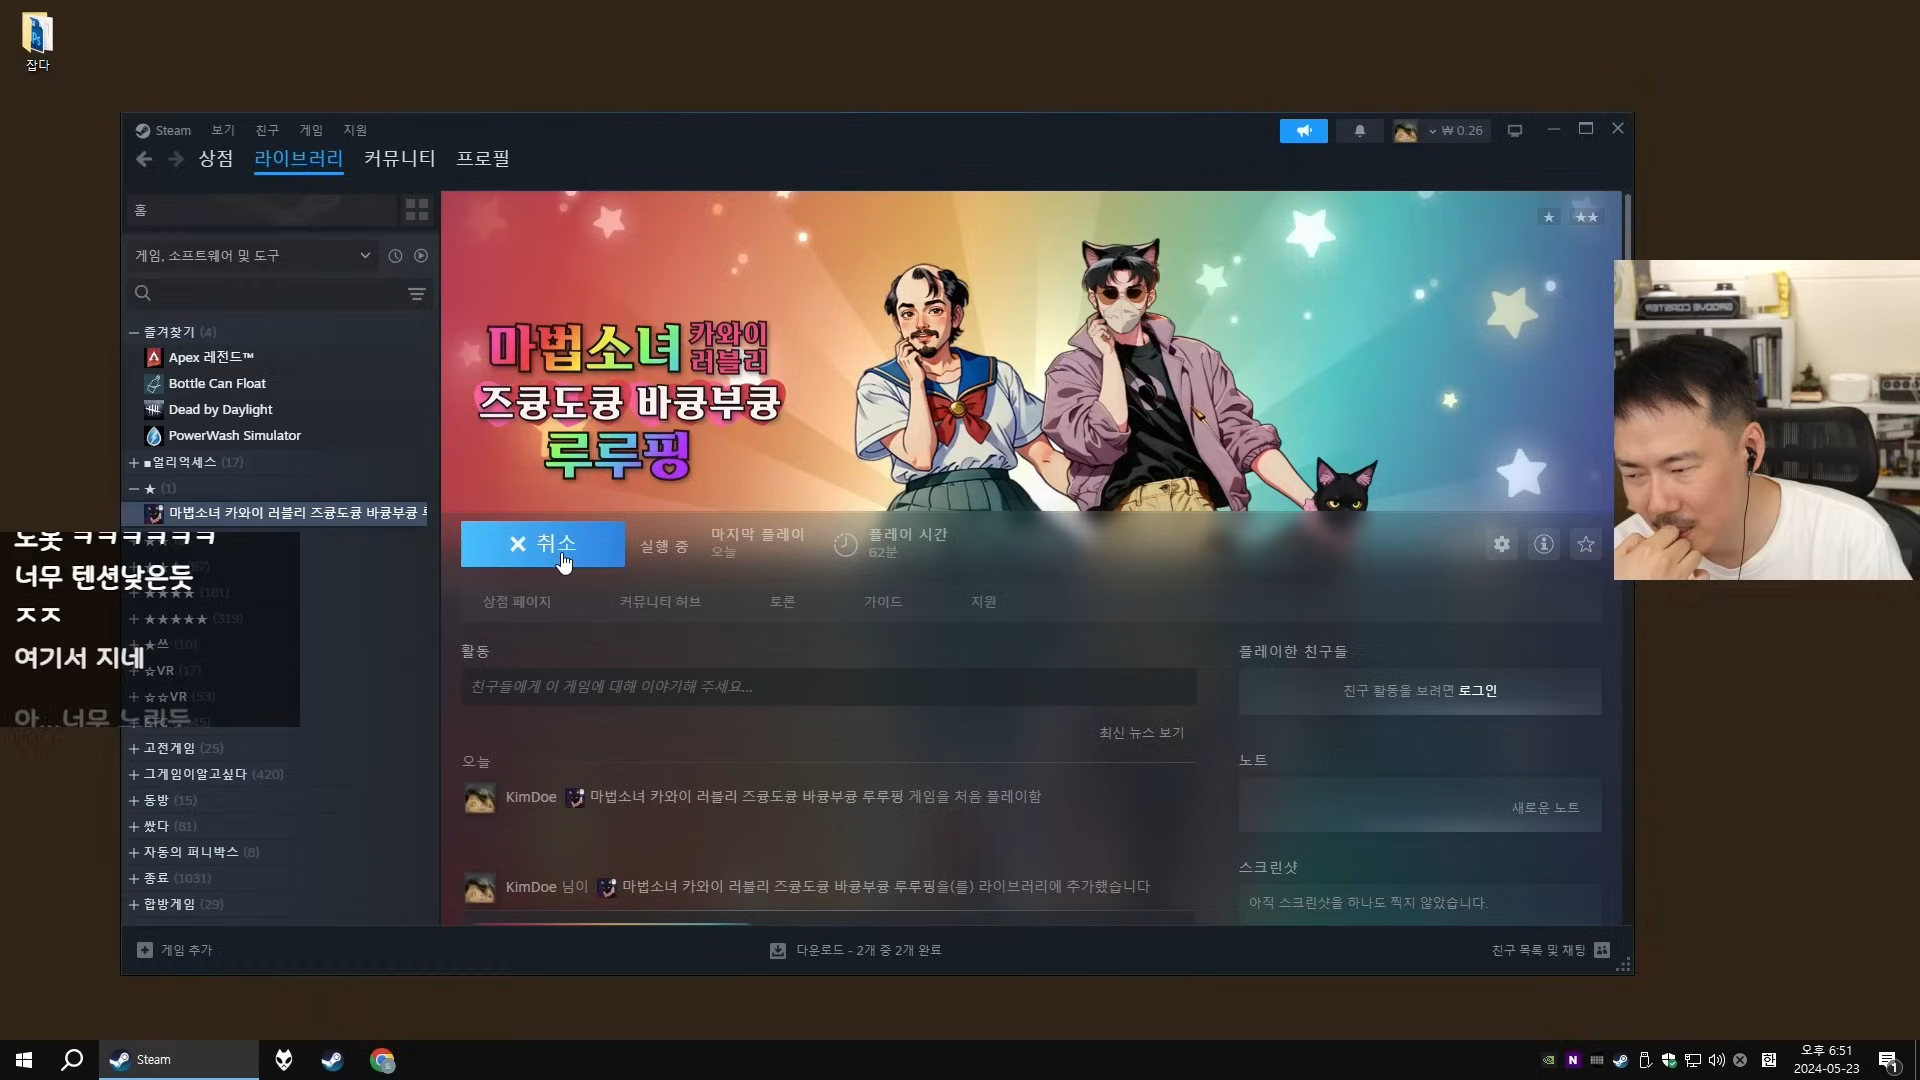 잡다
Steam 보기 친구 게임 지원
₩ 0.26
상점 라이브러리 커뮤니티 프로필
홈
게임, 소프트웨어 및 도구
즐겨찾기 (4)
Apex 레전드™
Bottle Can Float
Dead by Daylight
PowerWash Simulator
■얼리억세스 (17)
★ (1)
마법소녀 카와이 러블리 즈큥도큥 바큥부큥 루
★★★★ (181)
★★★★★ (319)
★쓰 (10)
☆VR (17)
☆☆VR (53)
고전게임 (25)
그게임이알고싶다 (420)
동방 (15)
쌌다 (81)
자동의 퍼니박스 (8)
종료 (1031)
합방게임 (29)
ㅋㅋㅋㅋㅋㅋㅋ
너무 텐션낮은듯
ㅈㅈ
여기서 지네
아...너무 느린듯
마법소녀 카와이 러블리
즈큥도큥 바큥부큥
루루핑
★ ★★
취소
실행 중
마지막 플레이
오늘
플레이 시간
62분
상점 페이지 커뮤니티 허브 토론 가이드 지원
활동
친구들에게 이 게임에 대해 이야기해 주세요...
최신 뉴스 보기
오늘
KimDoe 마법소녀 카와이 러블리 즈큥도큥 바큥부큥 루루핑 게임을 처음 플레이함
KimDoe 님이 마법소녀 카와이 러블리 즈큥도큥 바큥부큥 루루핑을(를) 라이브러리에 추가했습니다
플레이한 친구들
친구 활동을 보려면 로그인
노트
새로운 노트
스크린샷
아직 스크린샷을 하나도 찍지 않았습니다.
게임 추가
다운로드 - 2개 중 2개 완료
친구 목록 및 채팅
Steam
한
오후 6:51
2024-05-23
1